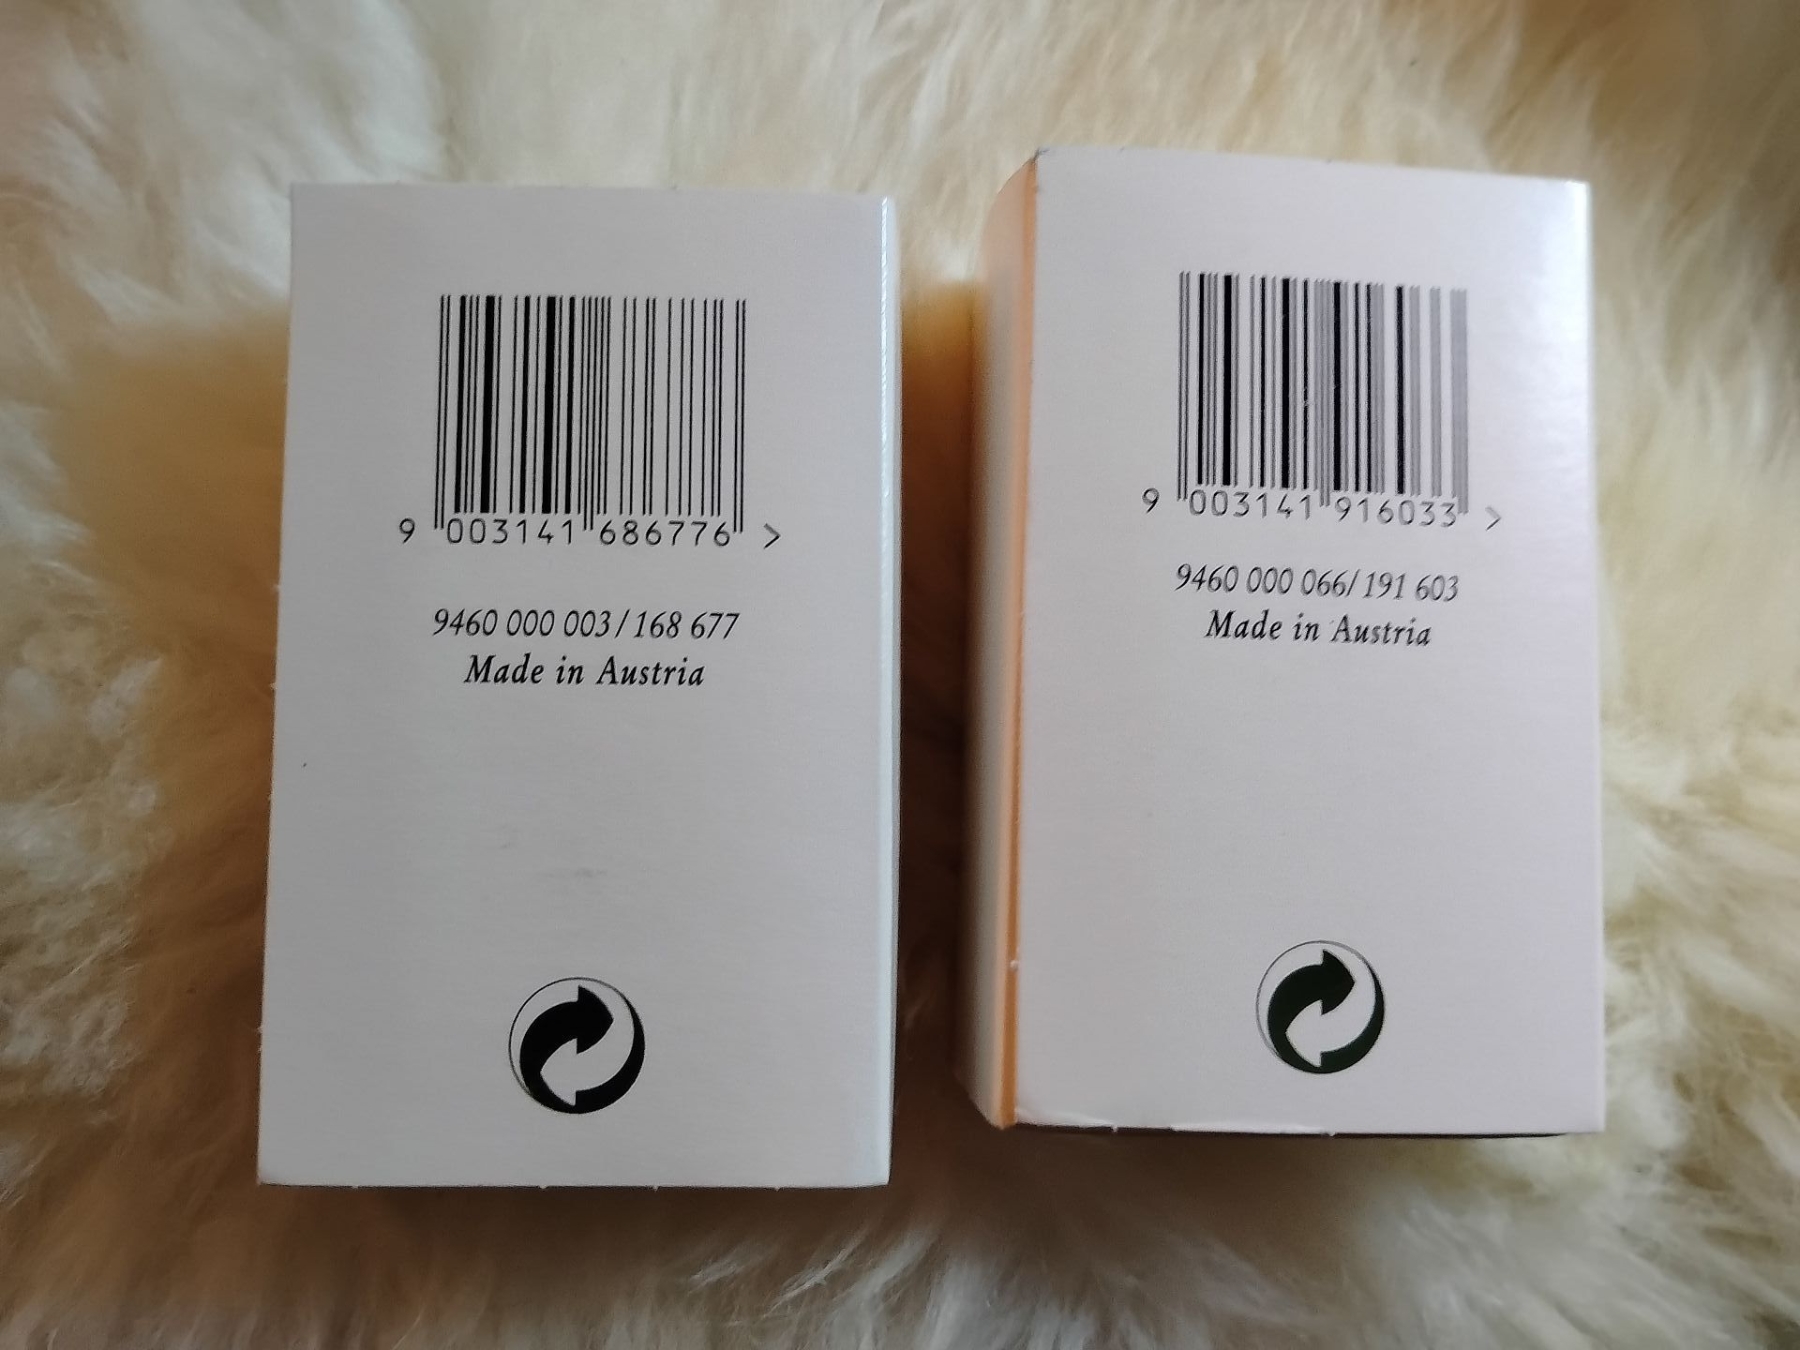 9 003141 686776 >
9460 000 003 / 168 677
Made in Austria
9 003141 916033 >
9460 000 066/ 191 603
Made in Austria